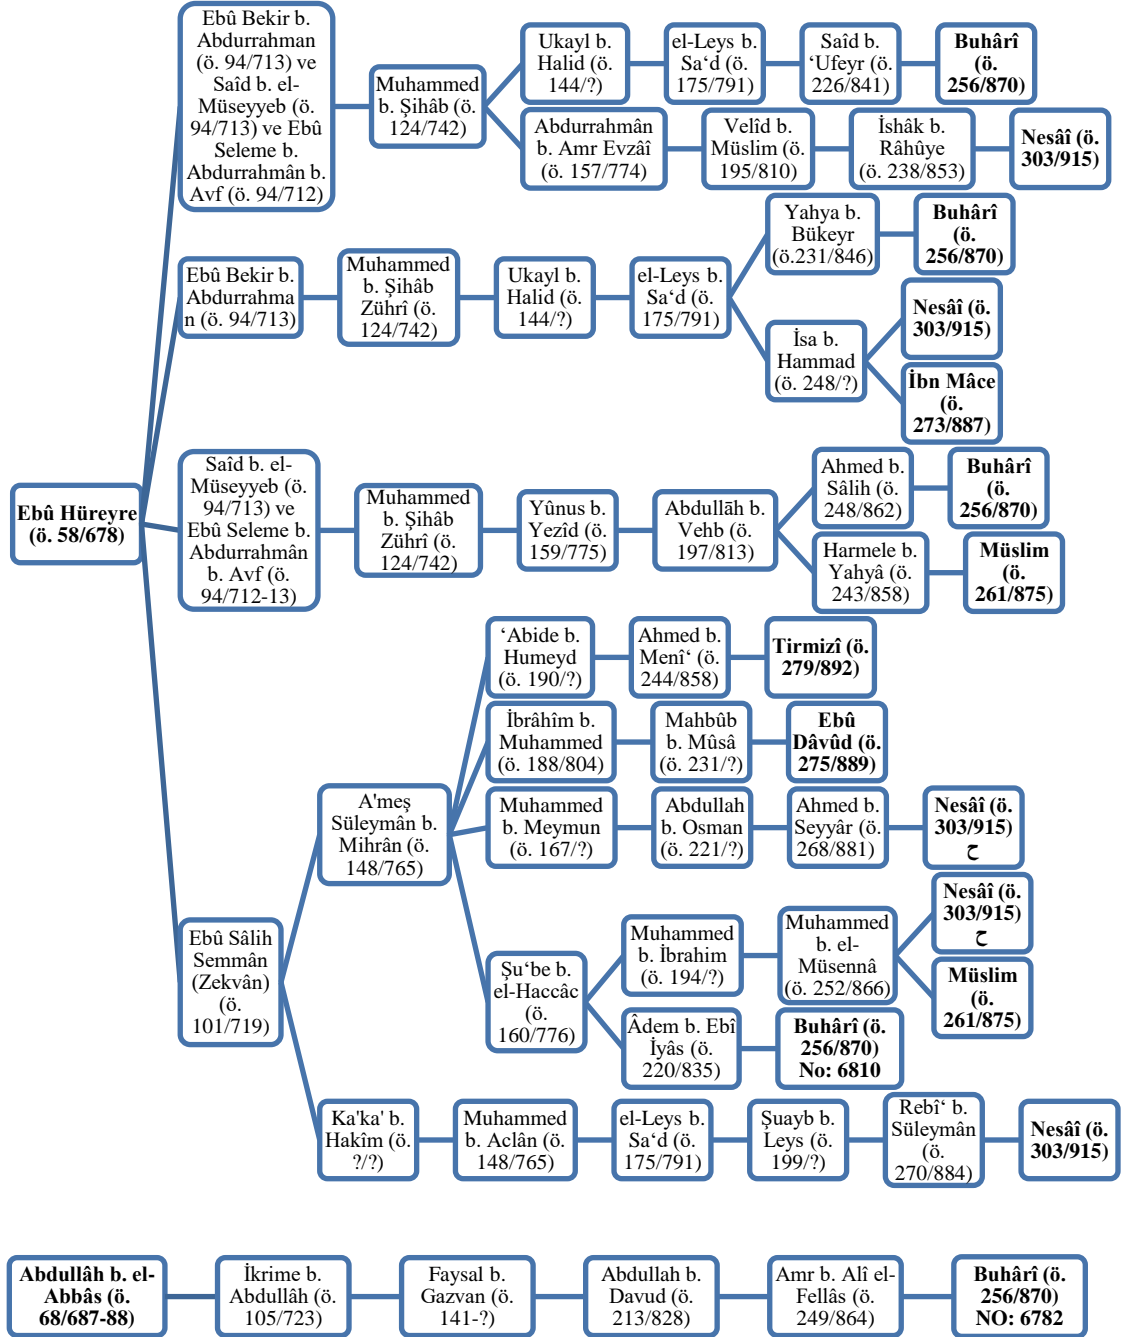 Ebû Bekir b.
Abdurrahman
(ö. 94/713) ve
Saîd b. el-
Müseyyeb (ö.
94/713) ve Ebû
Seleme b.
Abdurrahmân b.
Avf (ö. 94/712)
Muhammed
b. Şihâb (ö.
124/742)
Ukayl b.
Halid (ö.
144/?)
el-Leys b.
Sa‘d (ö.
175/791)
Saîd b.
‘Ufeyr (ö.
226/841)
Buhârî
(ö.
256/870)
Abdurrahmân
b. Amr Evzâî
(ö. 157/774)
Velîd b.
Müslim (ö.
195/810)
İshâk b.
Râhûye
(ö. 238/853)
Nesâî (ö.
303/915)
Ebû Bekir b.
Abdurrahma
n (ö. 94/713)
Muhammed
b. Şihâb
Zührî (ö.
124/742)
Ukayl b.
Halid (ö.
144/?)
el-Leys b.
Sa‘d (ö.
175/791)
Yahya b.
Bükeyr
(ö.231/846)
Buhârî
(ö.
256/870)
İsa b.
Hammad
(ö. 248/?)
Nesâî (ö.
303/915)
İbn Mâce
(ö.
273/887)
Ebû Hüreyre
(ö. 58/678)
Saîd b. el-
Müseyyeb (ö.
94/713) ve
Ebû Seleme b.
Abdurrahmân
b. Avf (ö.
94/712-13)
Muhammed
b. Şihâb
Zührî (ö.
124/742)
Yûnus b.
Yezîd (ö.
159/775)
Abdullāh b.
Vehb (ö.
197/813)
Ahmed b.
Sâlih (ö.
248/862)
Buhârî
(ö.
256/870)
Harmele b.
Yahyâ (ö.
243/858)
Müslim
(ö.
261/875)
Ebû Sâlih
Semmân
(Zekvân)
(ö.
101/719)
A'meş
Süleymân b.
Mihrân (ö.
148/765)
‘Abide b.
Humeyd
(ö. 190/?)
Ahmed b.
Menî‘ (ö.
244/858)
Tirmizî (ö.
279/892)
İbrâhîm b.
Muhammed
(ö. 188/804)
Mahbûb
b. Mûsâ
(ö. 231/?)
Ebû
Dâvûd (ö.
275/889)
Muhammed
b. Meymun
(ö. 167/?)
Abdullah
b. Osman
(ö. 221/?)
Ahmed b.
Seyyâr (ö.
268/881)
Nesâî (ö.
303/915)
ح
Şu‘be b.
el-Haccâc
(ö.
160/776)
Muhammed
b. İbrahim
(ö. 194/?)
Muhammed
b. el-
Müsennâ
(ö. 252/866)
Nesâî (ö.
303/915)
ح
Müslim
(ö.
261/875)
Âdem b. Ebî
İyâs (ö.
220/835)
Buhârî (ö.
256/870)
No: 6810
Ka'ka' b.
Hakîm (ö.
?/?)
Muhammed
b. Aclân (ö.
148/765)
el-Leys b.
Sa‘d (ö.
175/791)
Şuayb b.
Leys (ö.
199/?)
Rebî‘ b.
Süleymân
(ö.
270/884)
Nesâî (ö.
303/915)
Abdullâh b. el-
Abbâs (ö.
68/687-88)
İkrime b.
Abdullâh (ö.
105/723)
Faysal b.
Gazvan (ö.
141-?)
Abdullah b.
Davud (ö.
213/828)
Amr b. Alî el-
Fellâs (ö.
249/864)
Buhârî (ö.
256/870)
NO: 6782